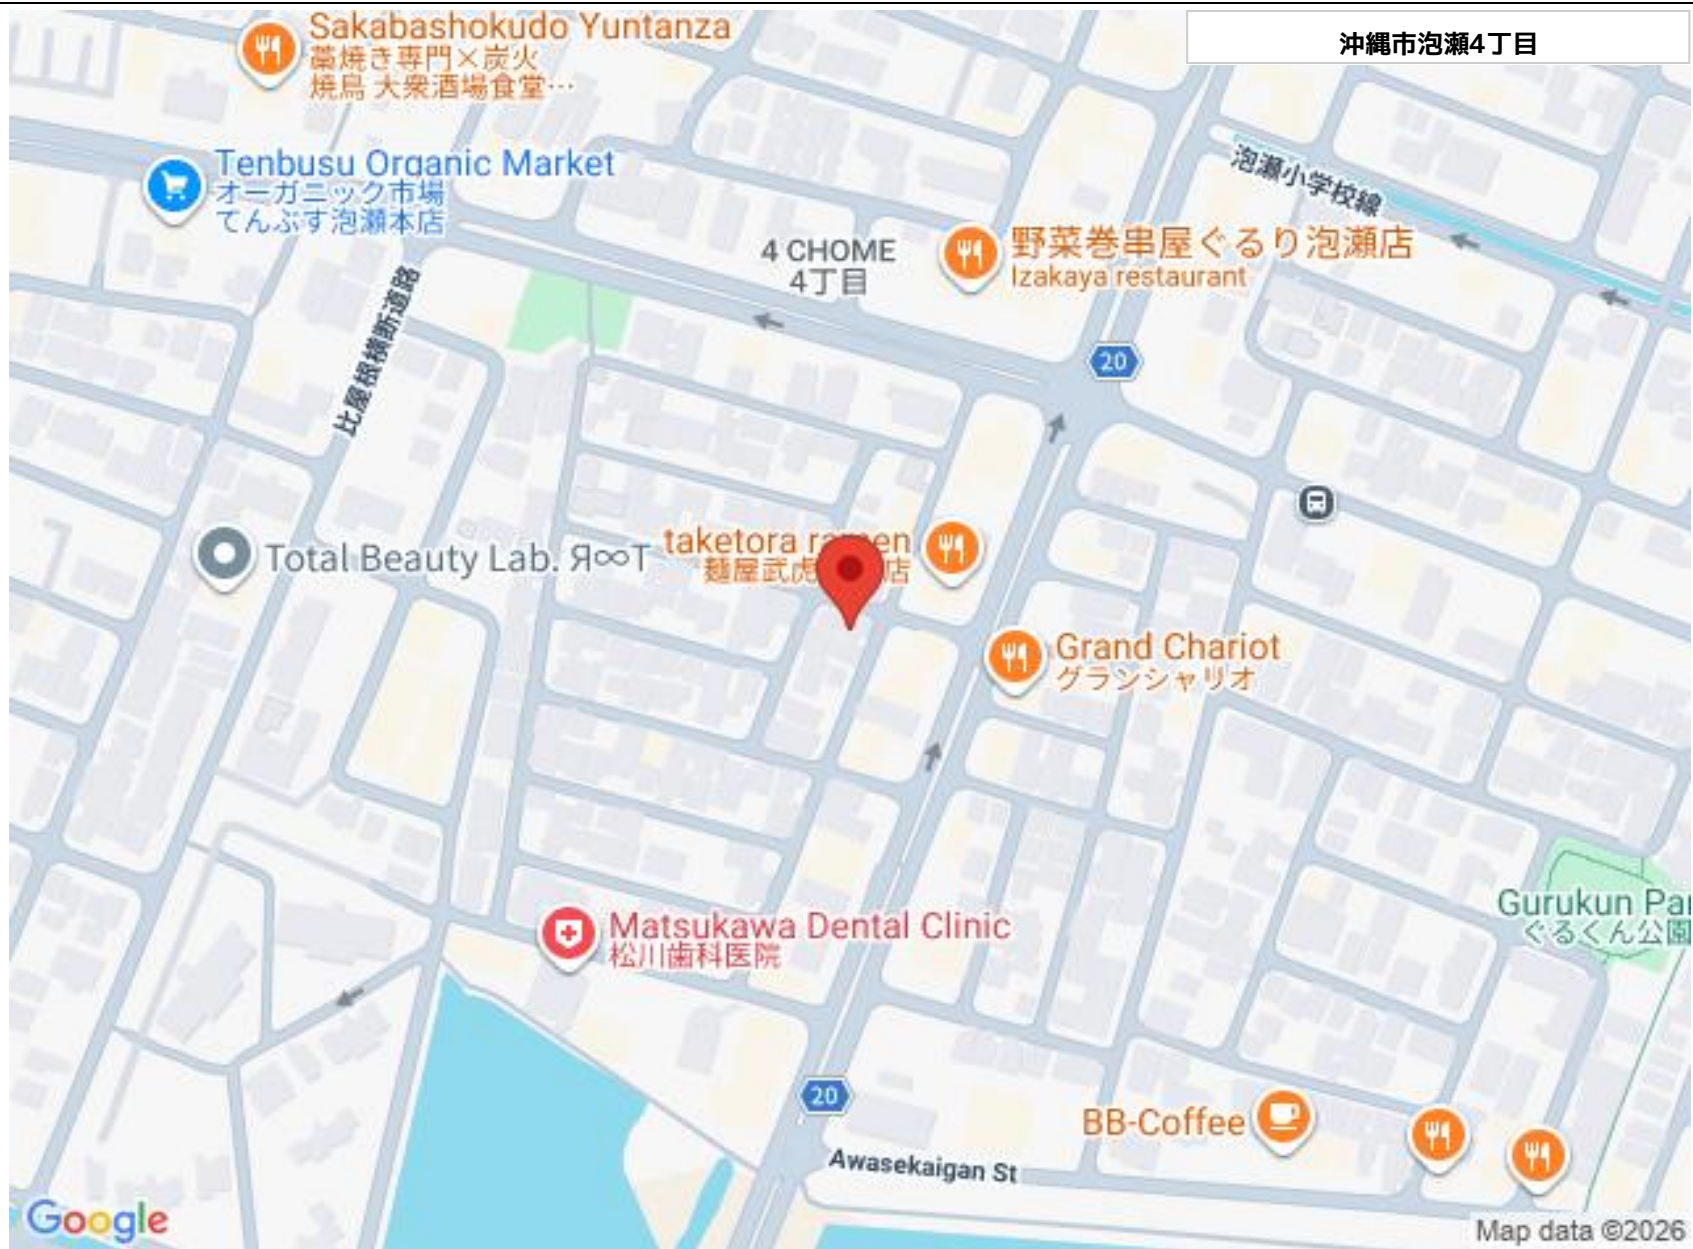 沖縄市泡瀬4丁目
Sakabashokudo Yuntanza
藁焼き専門×炭火
焼鳥 大衆酒場食堂…
Tenbusu Organic Market
オーガニック市場
てんぶす泡瀬本店
泡瀬小学校線
4 CHOME
4丁目
野菜巻串屋ぐるり泡瀬店
Izakaya restaurant
比屋根横断道路
20
Total Beauty Lab. Я∞T
taketora
麺屋武虎
店
Grand Chariot
グランシャリオ
Gurukun Par
ぐるくん公園
Matsukawa Dental Clinic
松川歯科医院
20
BB-Coffee
Awasekaigan St
Google
Map data ©2026